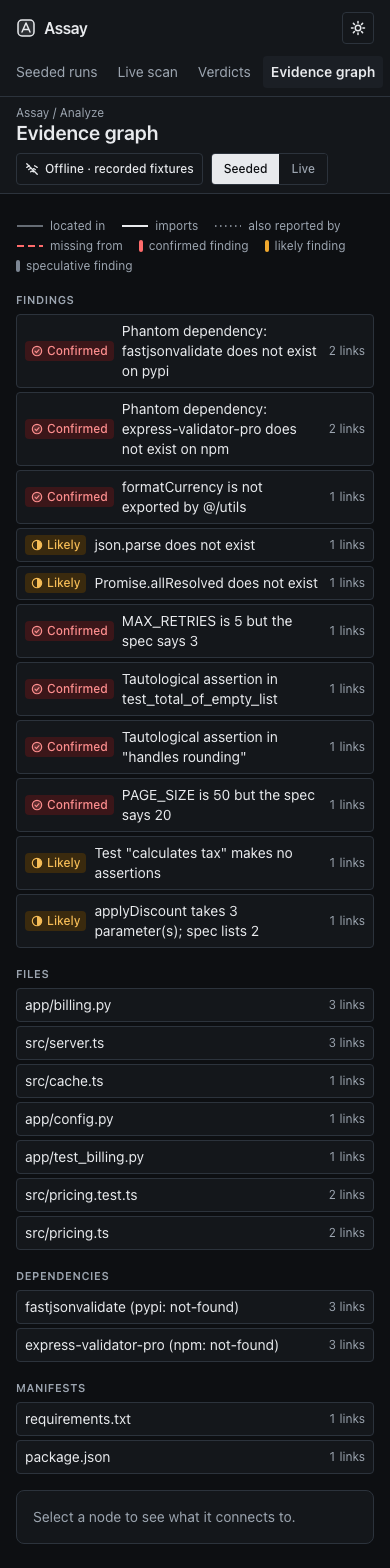 Assay
Seeded runs Live scan Verdicts Evidence graph
Assay / Analyze
Evidence graph
Offline · recorded fixtures Seeded Live
located in imports also reported by
missing from confirmed finding likely finding
speculative finding
FINDINGS
Confirmed Phantom dependency: fastjsonvalidate does not exist on pypi 2 links
Confirmed Phantom dependency: express-validator-pro does not exist on npm 2 links
Confirmed formatCurrency is not exported by @/utils 1 links
Likely json.parse does not exist 1 links
Likely Promise.allResolved does not exist 1 links
Confirmed MAX_RETRIES is 5 but the spec says 3 1 links
Confirmed Tautological assertion in test_total_of_empty_list 1 links
Confirmed Tautological assertion in "handles rounding" 1 links
Confirmed PAGE_SIZE is 50 but the spec says 20 1 links
Likely Test "calculates tax" makes no assertions 1 links
Likely applyDiscount takes 3 parameter(s); spec lists 2 1 links
FILES
app/billing.py 3 links
src/server.ts 3 links
src/cache.ts 1 links
app/config.py 1 links
app/test_billing.py 1 links
src/pricing.test.ts 2 links
src/pricing.ts 2 links
DEPENDENCIES
fastjsonvalidate (pypi: not-found) 3 links
express-validator-pro (npm: not-found) 3 links
MANIFESTS
requirements.txt 1 links
package.json 1 links
Select a node to see what it connects to.